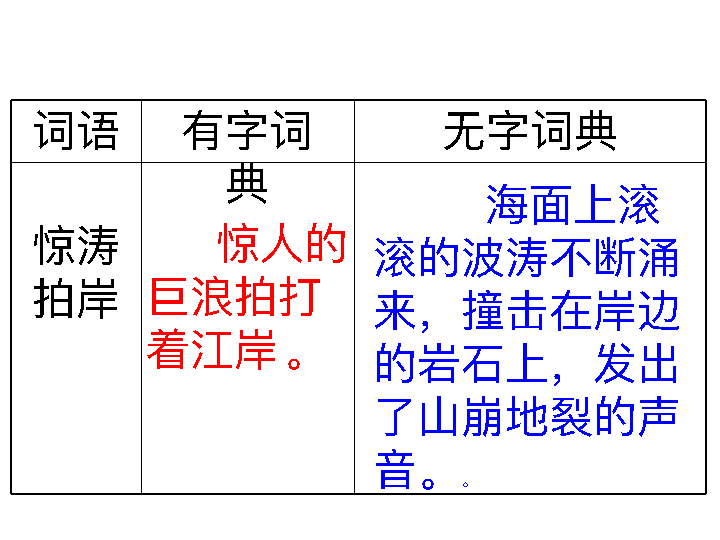 词语
有字词
典
无字词典
惊涛
拍岸
惊人的
巨浪拍打
着江岸。
海面上滚
滚的波涛不断涌
来，撞击在岸边
的岩石上，发出
了山崩地裂的声
音。。